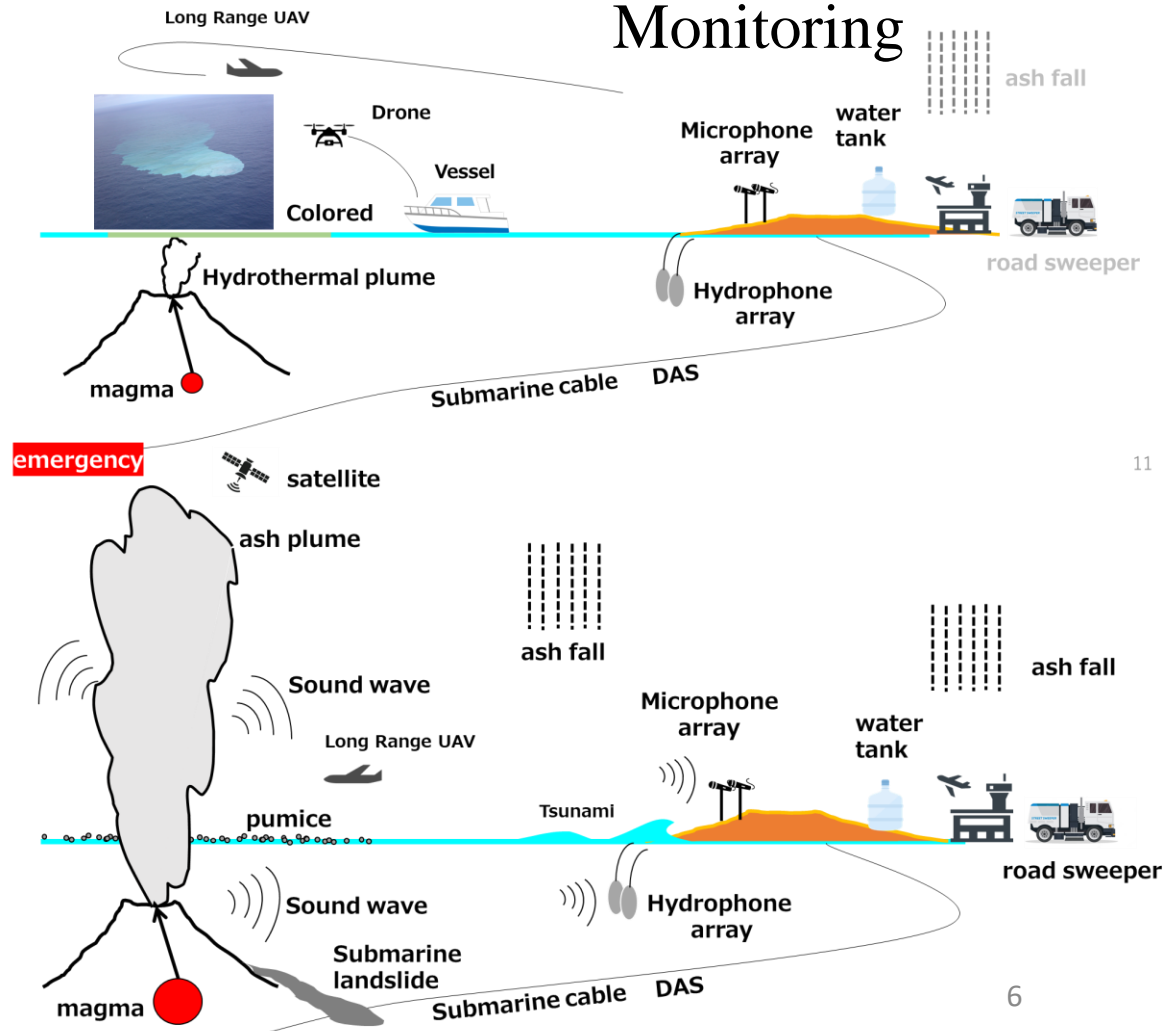 Monitoring
Long Range UAV
ash fall
Drone
water
tank
Microphone
array
Vessel
Colored
road sweeper
Hydrothermal plume
Hydrophone
array
magma
Submarine cable DAS
emergency
11
satellite
ash plume
ash fall
ash fall
Sound wave
Microphone
array
water
tank
Long Range UAV
Tsunami
pumice
road sweeper
Sound wave
Hydrophone
array
Submarine
landslide
magma
Submarine cable DAS
6